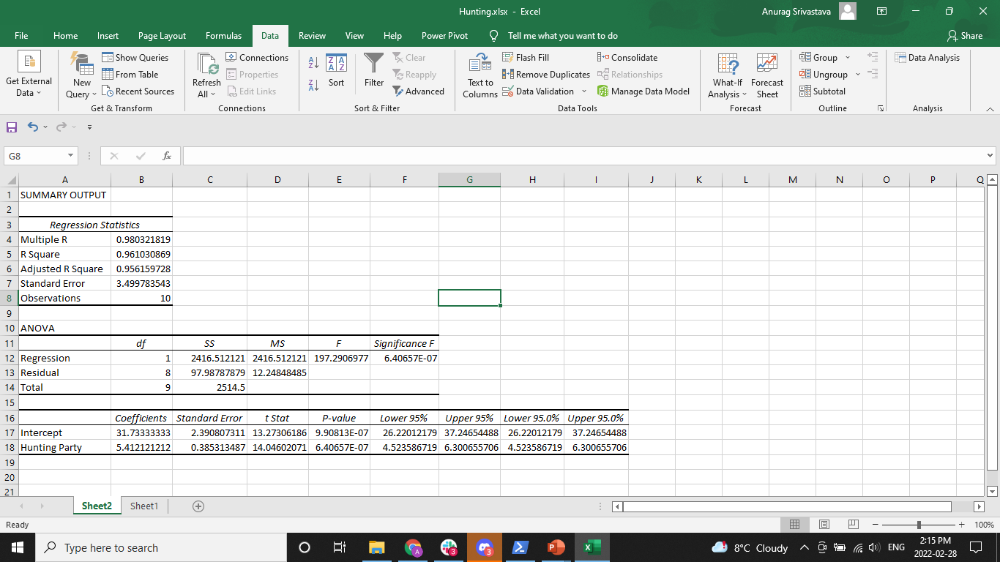 Hunting.xlsx - Excel
Anurag Srivastava
File Home Insert Page Layout Formulas Data Review View Help Power Pivot Tell me what you want to do Share
Get External Data
New Query
Show Queries
From Table
Recent Sources
Get & Transform
Refresh All
Connections
Properties
Edit Links
Connections
Sort
Filter
Clear
Reapply
Advanced
Sort & Filter
Text to Columns
Flash Fill
Remove Duplicates
Data Validation
Consolidate
Relationships
Manage Data Model
Data Tools
What-If Analysis
Forecast Sheet
Forecast
Group
Ungroup
Subtotal
Outline
Data Analysis
Analysis
G8
fx
A B C D E F G H I J K L M N O P Q
1 SUMMARY OUTPUT
2
3 Regression Statistics
4 Multiple R 0.980321819
5 R Square 0.961030869
6 Adjusted R Square 0.956159728
7 Standard Error 3.499783543
8 Observations 10
9
10 ANOVA
11 df SS MS F Significance F
12 Regression 1 2416.512121 2416.512121 197.2906977 6.40657E-07
13 Residual 8 97.98787879 12.24848485
14 Total 9 2514.5
15
16 Coefficients Standard Error t Stat P-value Lower 95% Upper 95% Lower 95.0% Upper 95.0%
17 Intercept 31.73333333 2.390807311 13.27306186 9.90813E-07 26.22012179 37.24654488 26.22012179 37.24654488
18 Hunting Party 5.412121212 0.385313487 14.04602071 6.40657E-07 4.523586719 6.300655706 4.523586719 6.300655706
19
20
21
Sheet2 Sheet1
Ready
100%
Type here to search
8°C Cloudy
ENG
2:15 PM
2022-02-28